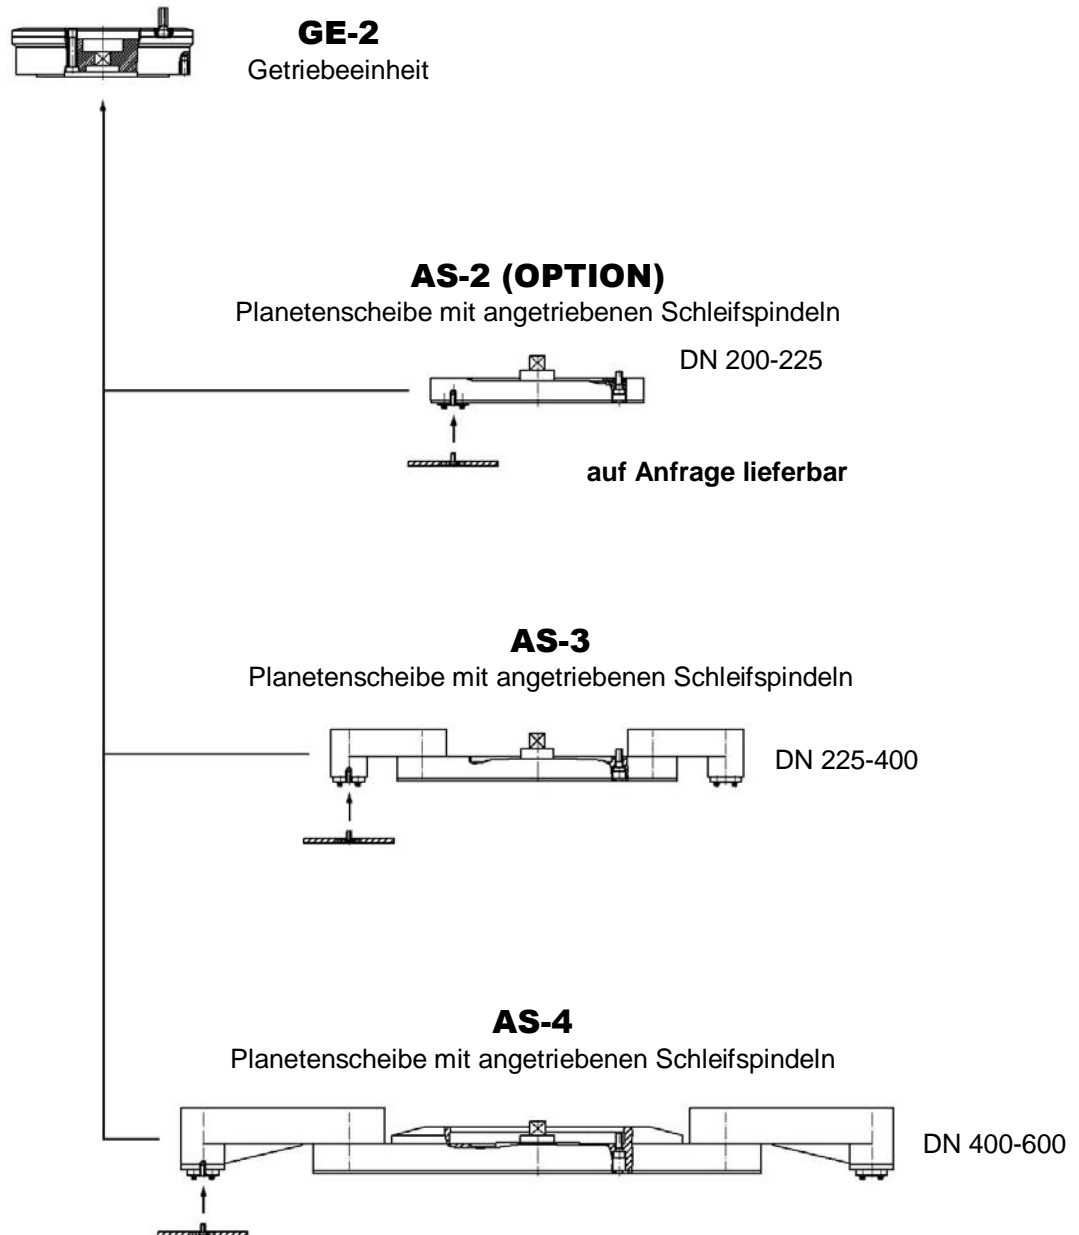 GE-2
Getriebeeinheit
AS-2 (OPTION)
Planetenscheibe mit angetriebenen Schleifspindeln
DN 200-225
auf Anfrage lieferbar
AS-3
Planetenscheibe mit angetriebenen Schleifspindeln
DN 225-400
AS-4
Planetenscheibe mit angetriebenen Schleifspindeln
DN 400-600